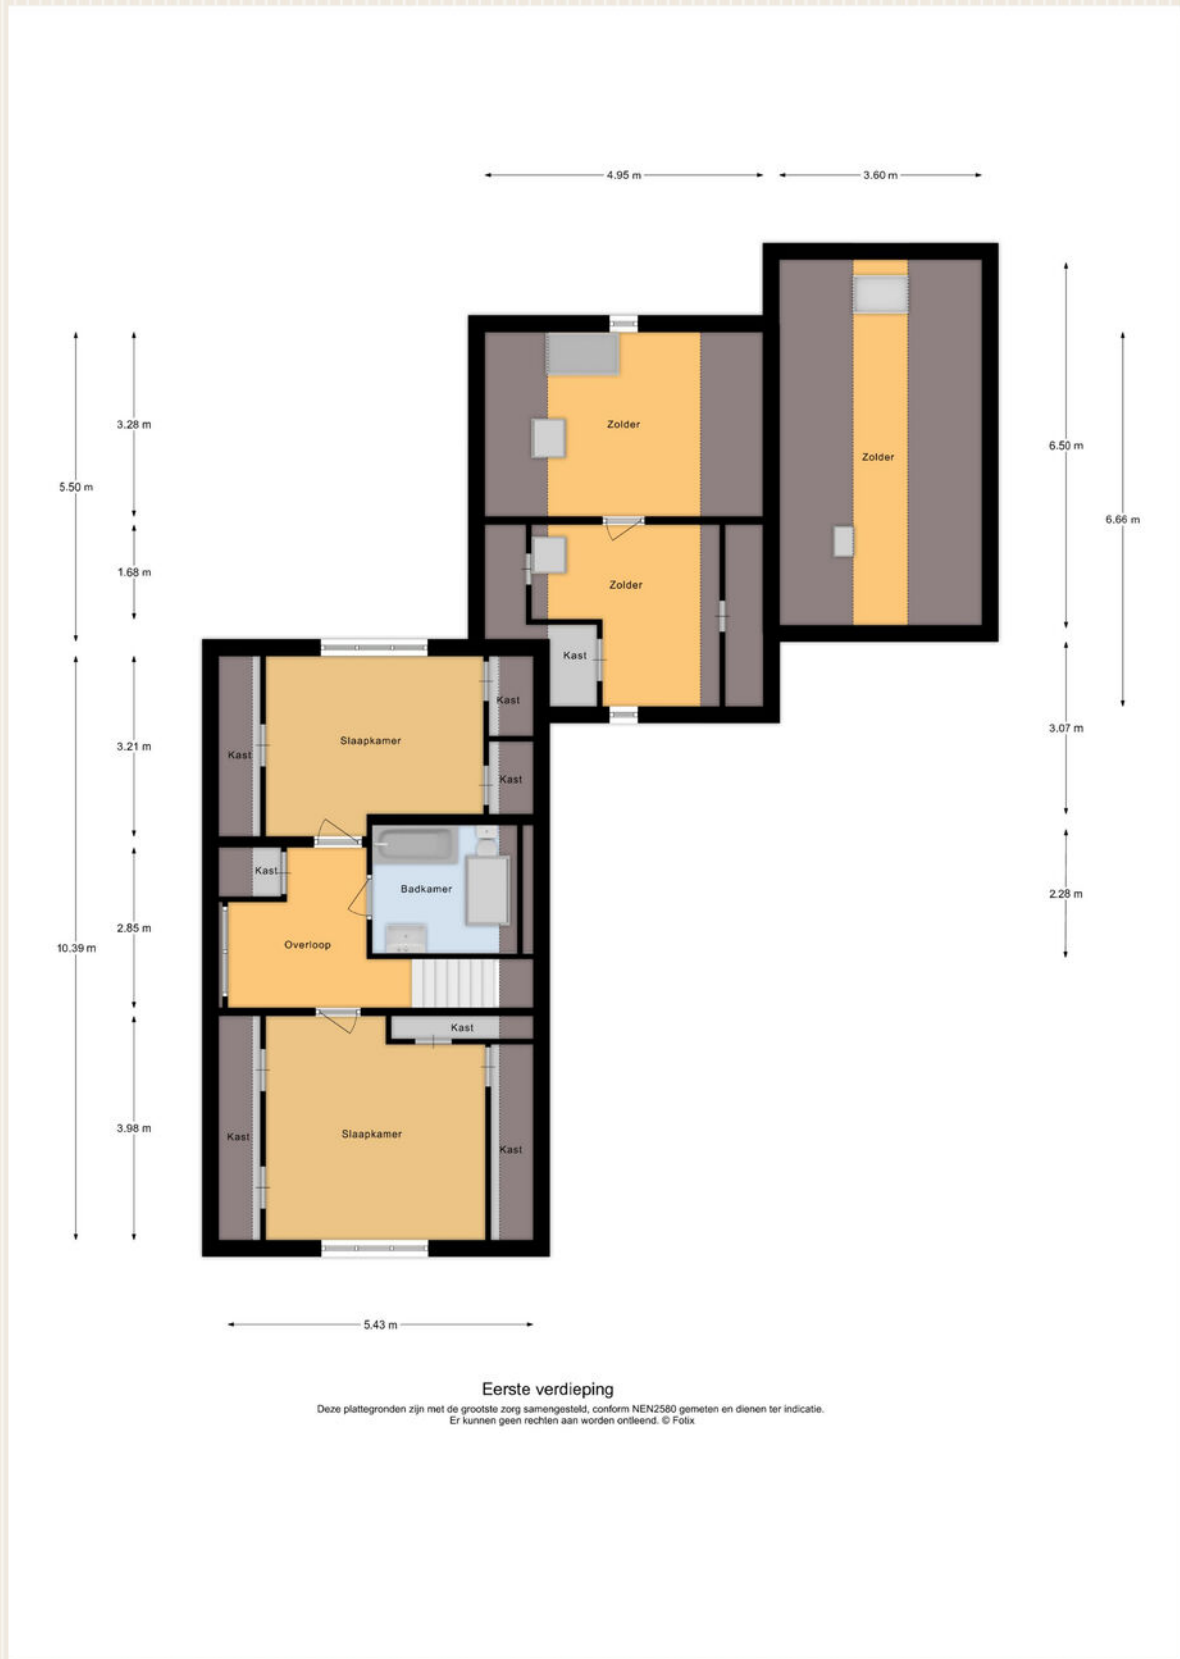 4.95 m
3.60 m
3.28 m
Zolder
6.50 m
Zolder
5.50 m
6.66 m
1.68 m
Zolder
Kast
Kast
3.07 m
Slaapkamer
3.21 m
Kast
Kast
Kast
Badkamer
2.28 m
2.85 m
Overloop
10.39 m
Kast
3.98 m
Slaapkamer
Kast
Kast
5.43 m
Eerste verdieping
Deze plattegronden zijn met de grootste zorg samengesteld, conform NEN2580 gemeten en dienen ter indicatie.
Er kunnen geen rechten aan worden ontleend. © Fotix